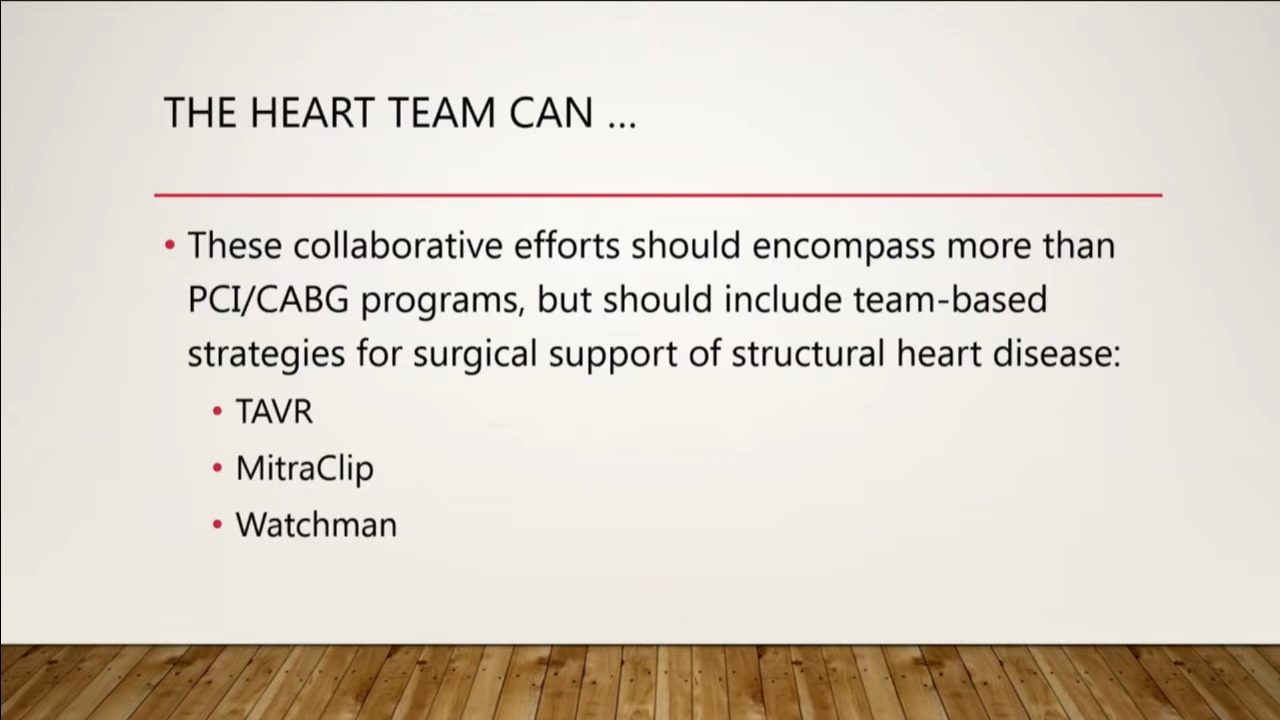 THE HEART TEAM CAN ...
• These collaborative efforts should encompass more than
PCI/CABG programs, but should include team-based
strategies for surgical support of structural heart disease:
• TAVR
• MitraClip
• Watchman